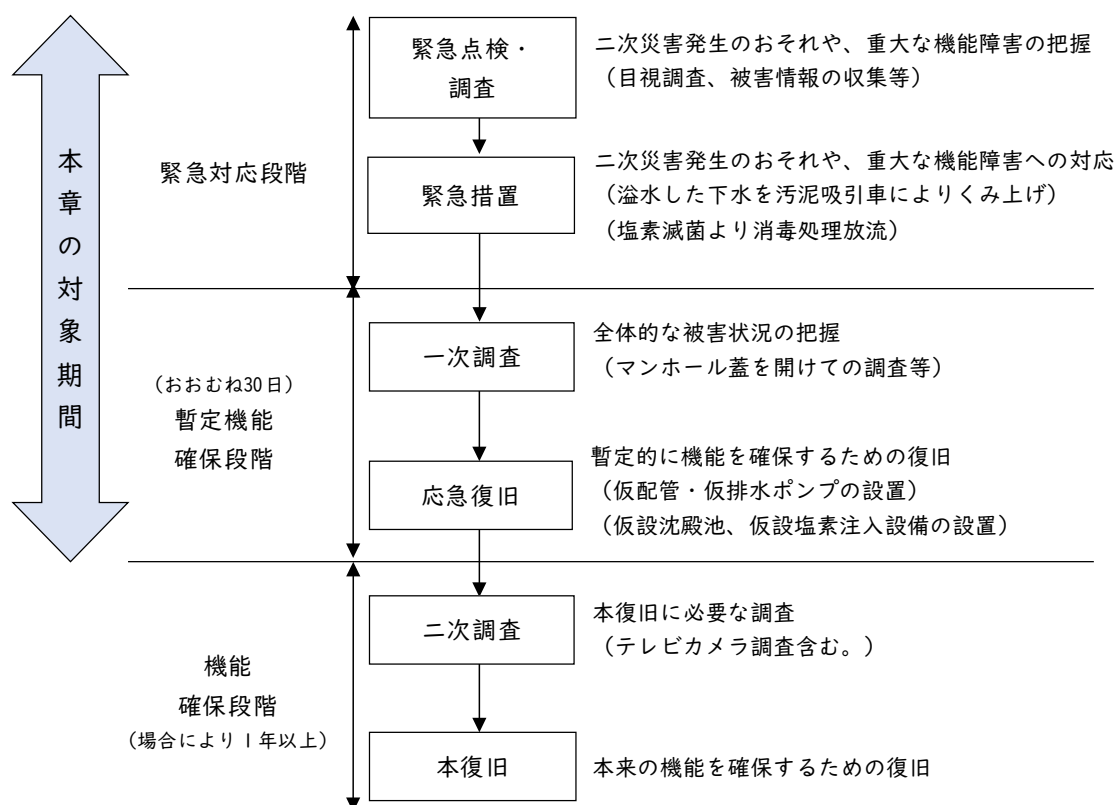 本章の対象期間
緊急対応段階
緊急点検・
調査
二次災害発生のおそれや、重大な機能障害の把握
（目視調査、被害情報の収集等）
緊急措置
二次災害発生のおそれや、重大な機能障害への対応
（溢水した下水を汚泥吸引車によりくみ上げ）
（塩素滅菌より消毒処理放流）
（おおむね30日）
暫定機能
確保段階
一次調査
全体的な被害状況の把握
（マンホール蓋を開けての調査等）
応急復旧
暫定的に機能を確保するための復旧
（仮配管・仮排水ポンプの設置）
（仮設沈殿池、仮設塩素注入設備の設置）
機能
確保段階
（場合により１年以上）
二次調査
本復旧に必要な調査
（テレビカメラ調査含む。）
本復旧
本来の機能を確保するための復旧